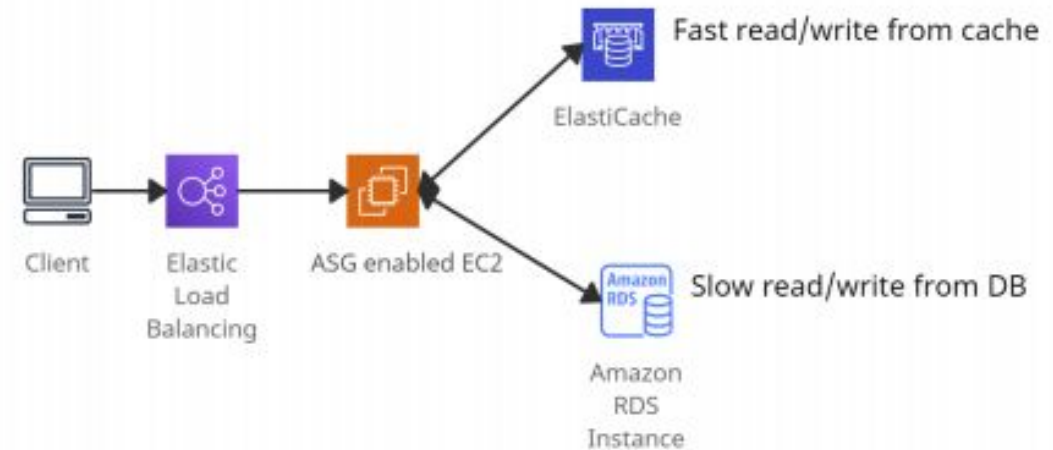 Fast read/write from cache
ElastiCache
Client
Elastic
Load
Balancing
ASG enabled EC2
Amazon
RDS
Slow read/write from DB
Amazon
RDS
Instance